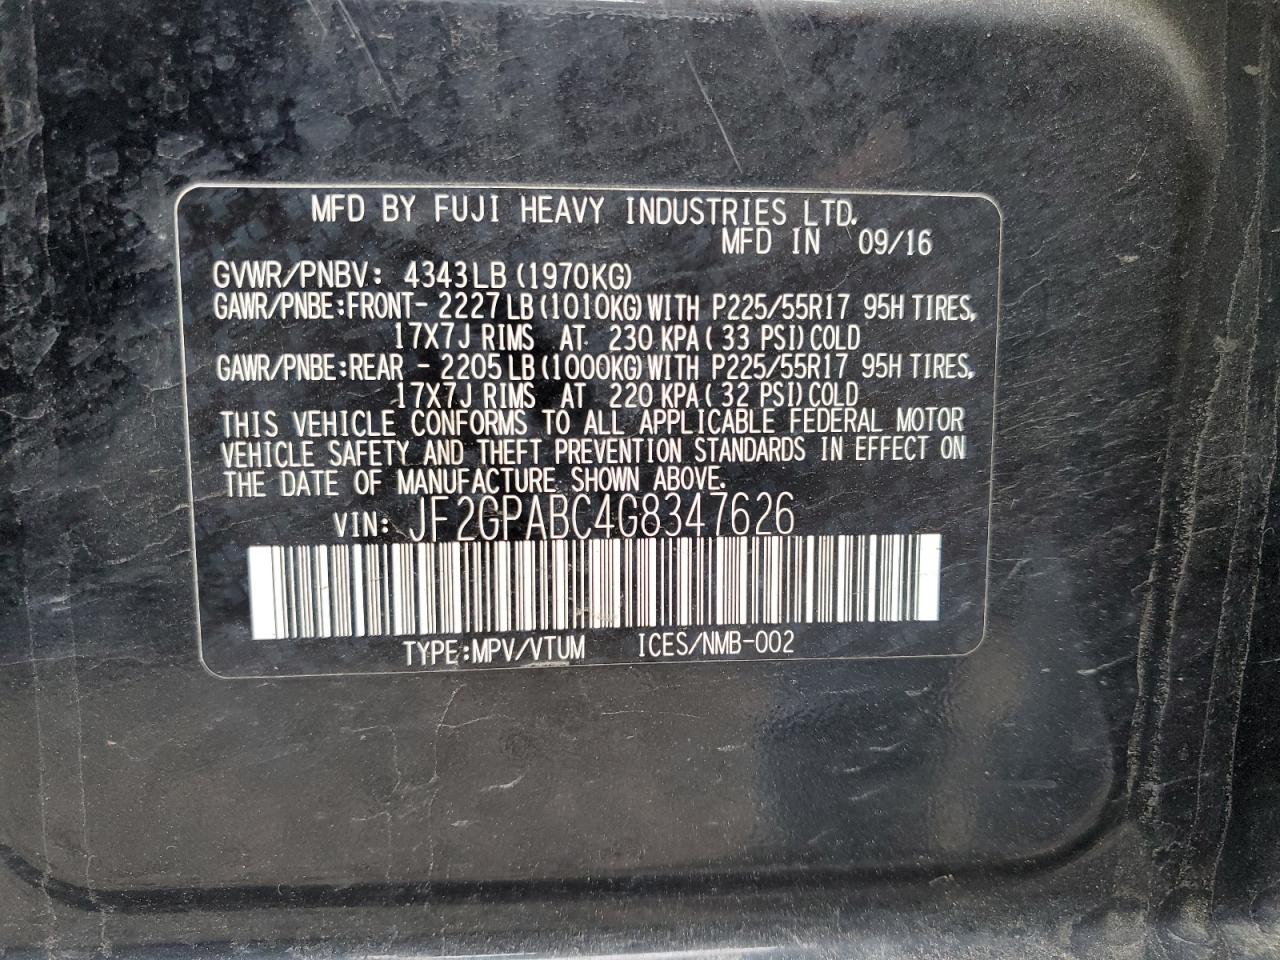 MFD BY FUJI HEAVY INDUSTRIES LTD.
MFD IN 09/16
GVWR/PNBV: 4343LB (1970KG)
GAWR/PNBE:FRONT- 2227LB(1010KG)WITH P225/55R17 95H TIRES,
17X7J RIMS AT 230 KPA(33 PSI)COLD
GAWR/PNBE:REAR - 2205LB(1000KG)WITH P225/55R17 95H TIRES,
17X7J RIMS AT 220 KPA(32 PSI)COLD
THIS VEHICLE CONFORMS TO ALL APPLICABLE FEDERAL MOTOR
VEHICLE SAFETY AND THEFT PREVENTION STANDARDS IN EFFECT ON
THE DATE OF MANUFACTURE SHOWN ABOVE.
VIN: JF2GPABC4G8347626
TYPE:MPV/VTUM ICES/NMB-002